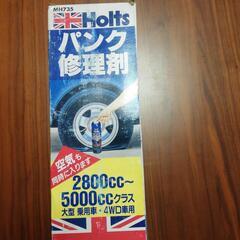 MH735
Holts
パンク
修理剤
空気も
同時に入ります
2800cc～
5000ccクラス
大型 乗用車・4WD車用